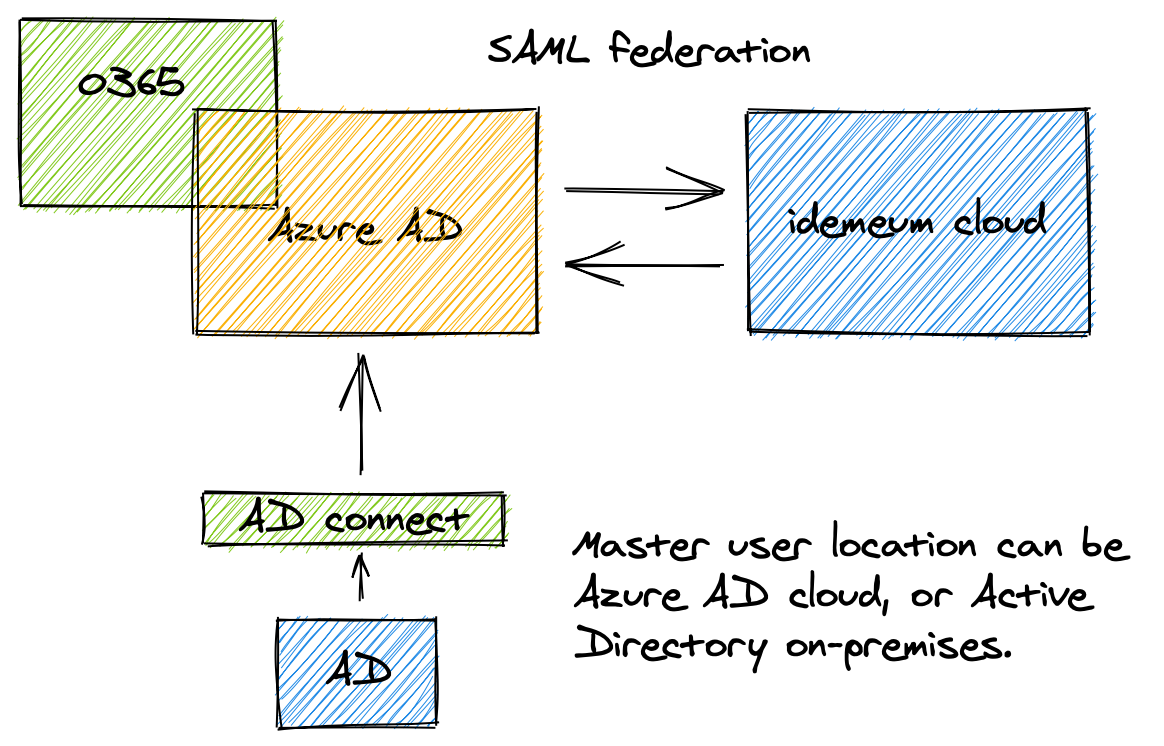 SAML federation
o365
Azure AD
idemeum cloud
AD connect
Master user location can be
Azure AD cloud, or Active
Directory on-premises.
AD